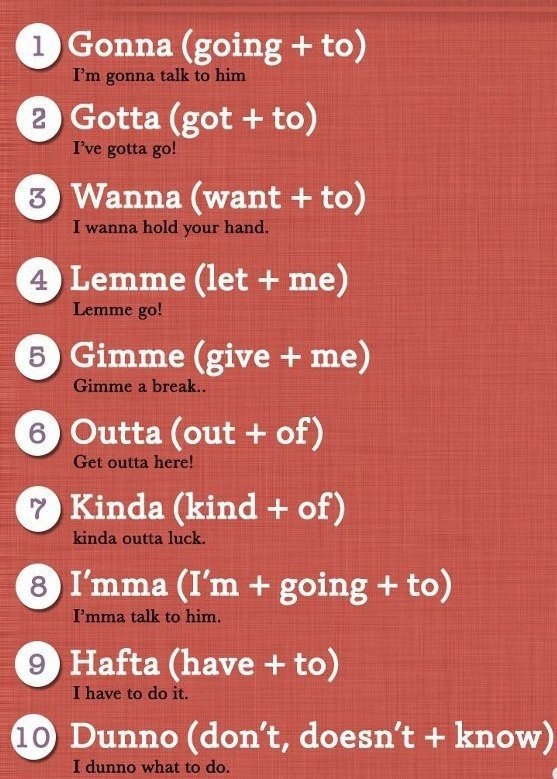 1 Gonna (going + to)
I'm gonna talk to him
2 Gotta (got + to)
I've gotta go!
3 Wanna (want + to)
I wanna hold your hand.
4 Lemme (let + me)
Lemme go!
5 Gimme (give + me)
Gimme a break..
6 Outta (out + of)
Get outta here!
7 Kinda (kind + of)
kinda outta luck.
8 I'mma (I'm + going + to)
I'mma talk to him.
9 Hafta (have + to)
I have to do it.
10 Dunno (don't, doesn't + know)
I dunno what to do.